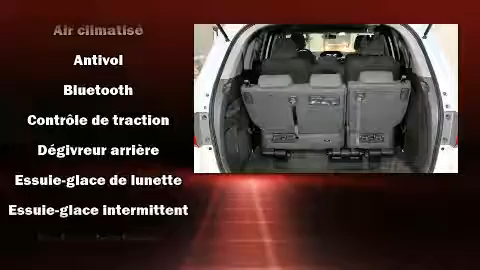 Air climatisé
Antivol
Bluetooth
Contrôle de traction
Dégivreur arrière
Essuie-glace de lunette
Essuie-glace intermittent